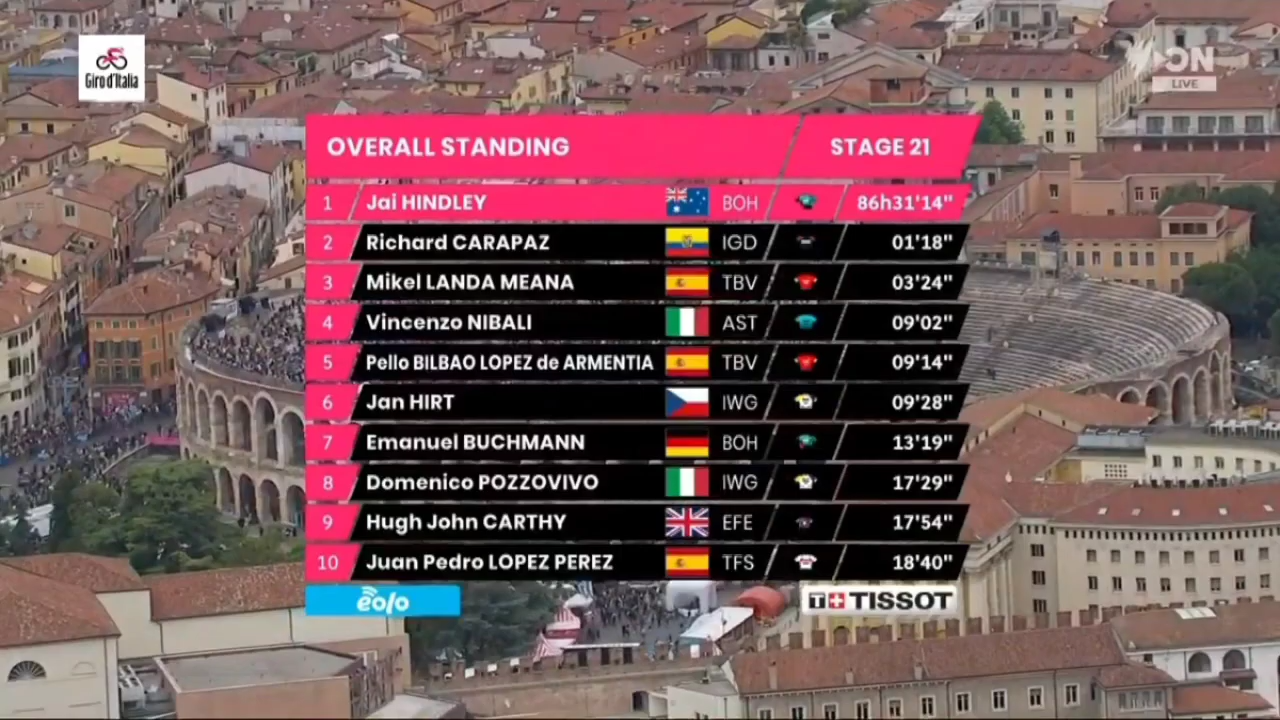 Giro d'Italia
ON
LIVE
OVERALL STANDING STAGE 21
1 Jai HINDLEY BOH 86h31'14"
2 Richard CARAPAZ IGD 01'18"
3 Mikel LANDA MEANA TBV 03'24"
4 Vincenzo NIBALI AST 09'02"
5 Pello BILBAO LOPEZ de ARMENTIA TBV 09'14"
6 Jan HIRT IWG 09'28"
7 Emanuel BUCHMANN BOH 13'19"
8 Domenico POZZOVIVO IWG 17'29"
9 Hugh John CARTHY EFE 17'54"
10 Juan Pedro LOPEZ PEREZ TFS 18'40"
eolo T+ TISSOT